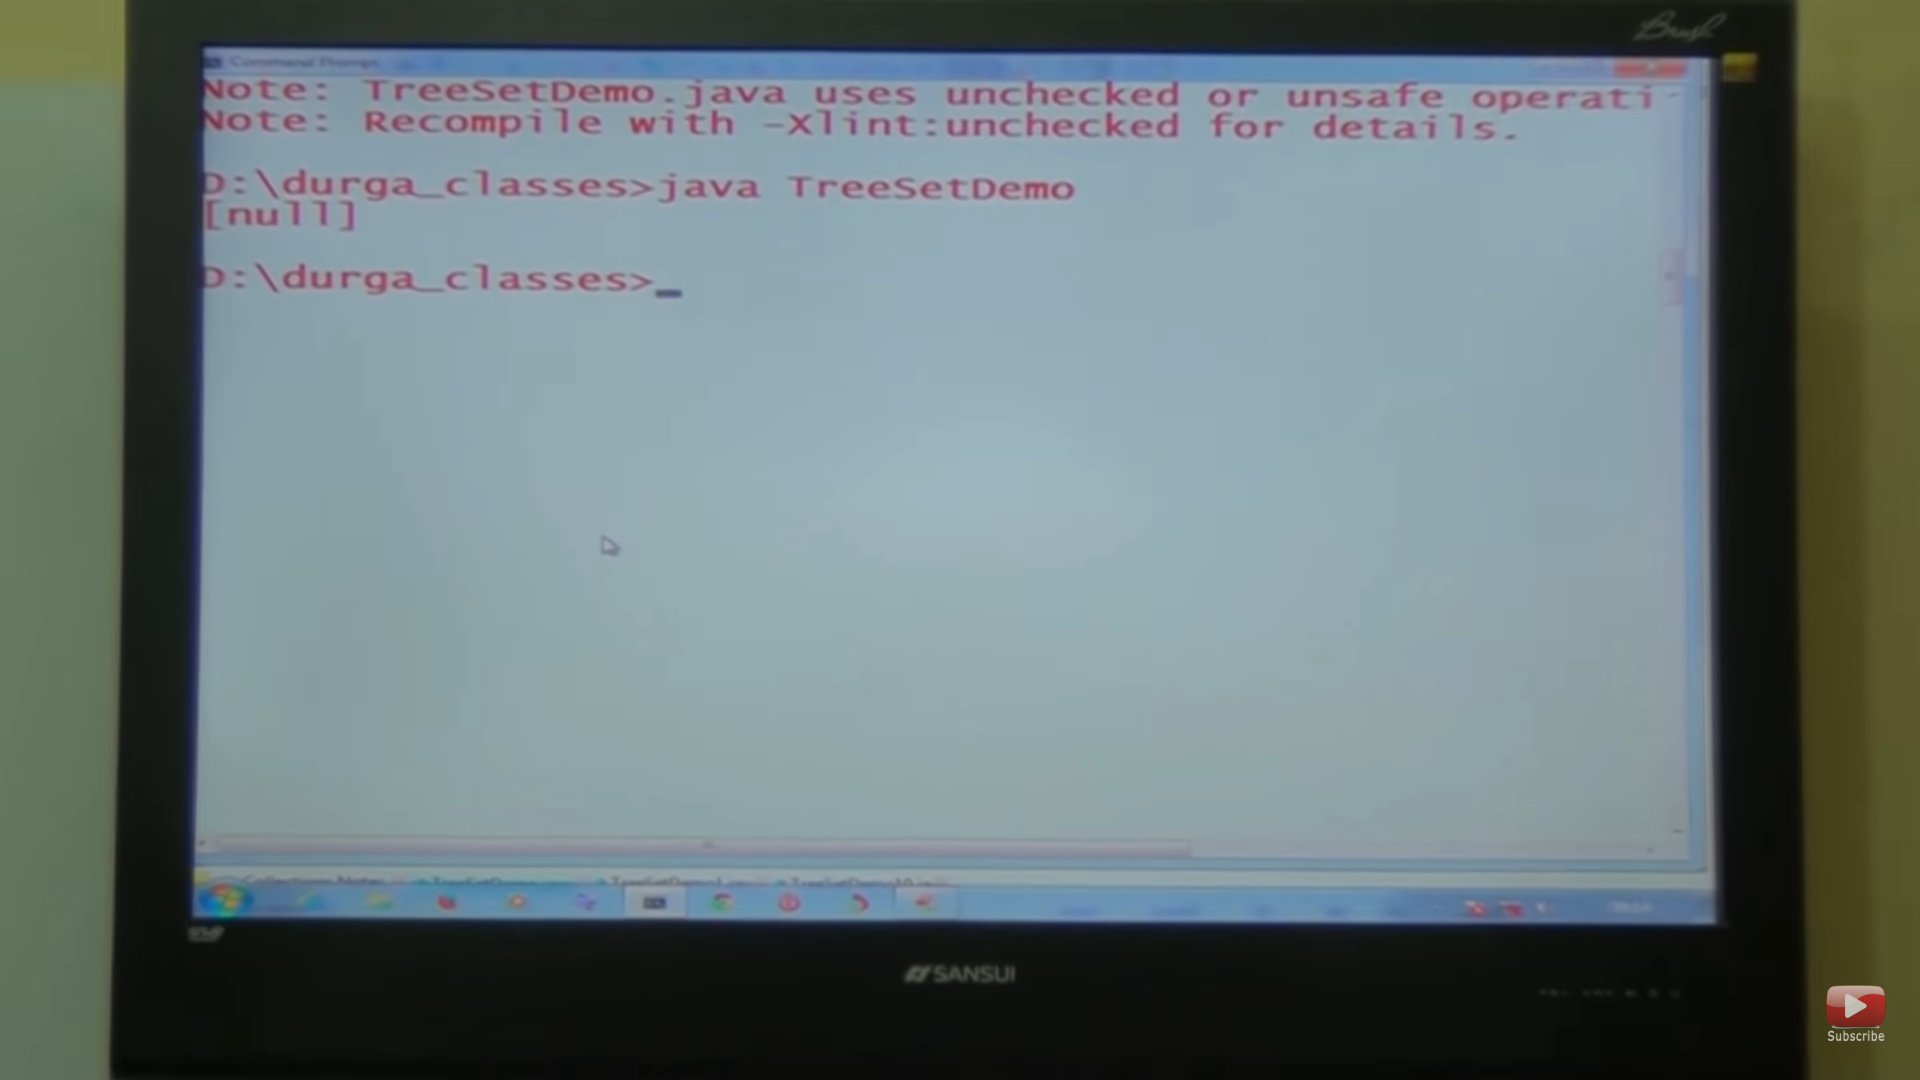 Brush
Command Prompt
Note: TreeSetDemo.java uses unchecked or unsafe operati
Note: Recompile with -Xlint:unchecked for details.
D:\durga_classes>java TreeSetDemo
[null]
D:\durga_classes>_
SANSUI
Subscribe